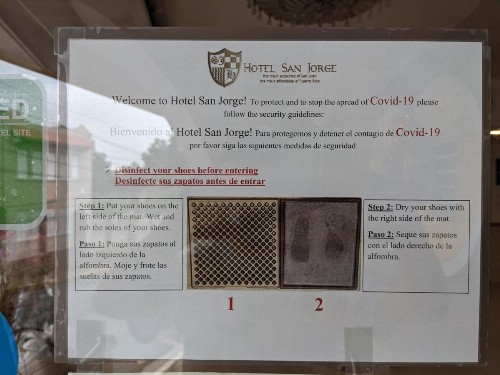 HOTEL SAN JORGE
Welcome to Hotel San Jorge! To protect and to stop the spread of Covid-19 please
follow the security guidelines:
Bienvenido a Hotel San Jorge! Para protegernos y detener el contagio de Covid-19
por favor siga las siguientes medidas de seguridad:
Disinfect your shoes before entering
Desinfecte sus zapatos antes de entrar
Step 1: Put your shoes on the
left side of the mat. Wet and
rub the soles of your shoes.
Paso 1: Ponga sus zapatos al
lado izquierdo de la
alfombra. Moje y frote las
suelas de sus zapatos.
Step 2: Dry your shoes with
the right side of the mat.
Paso 2: Seque sus zapatos
con el lado derecho de la
alfombra.
1
2
ED
EL SITE